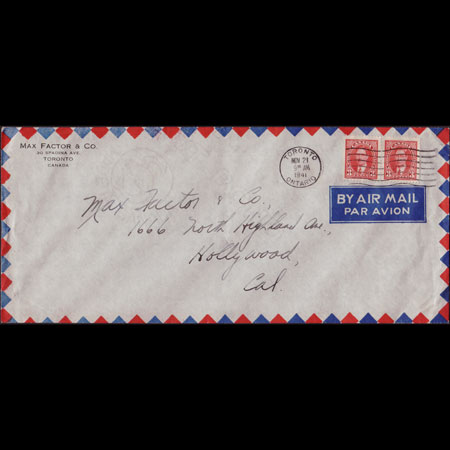 MAX FACTOR & CO.
TORONTO
CANADA
TORONTO
NOV 21
1941
ONTARIO
BY AIR MAIL
PAR AVION
Max Factor & Co.,
1666 North Highland Ave.,
Hollywood,
Cal.